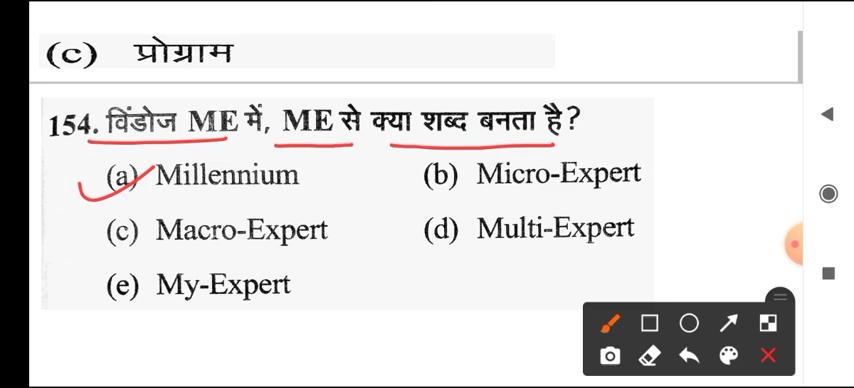 (c) प्रोग्राम
154. विंडोज ME में, ME से क्या शब्द बनता है?
(a) Millennium (b) Micro-Expert
(c) Macro-Expert (d) Multi-Expert
(e) My-Expert